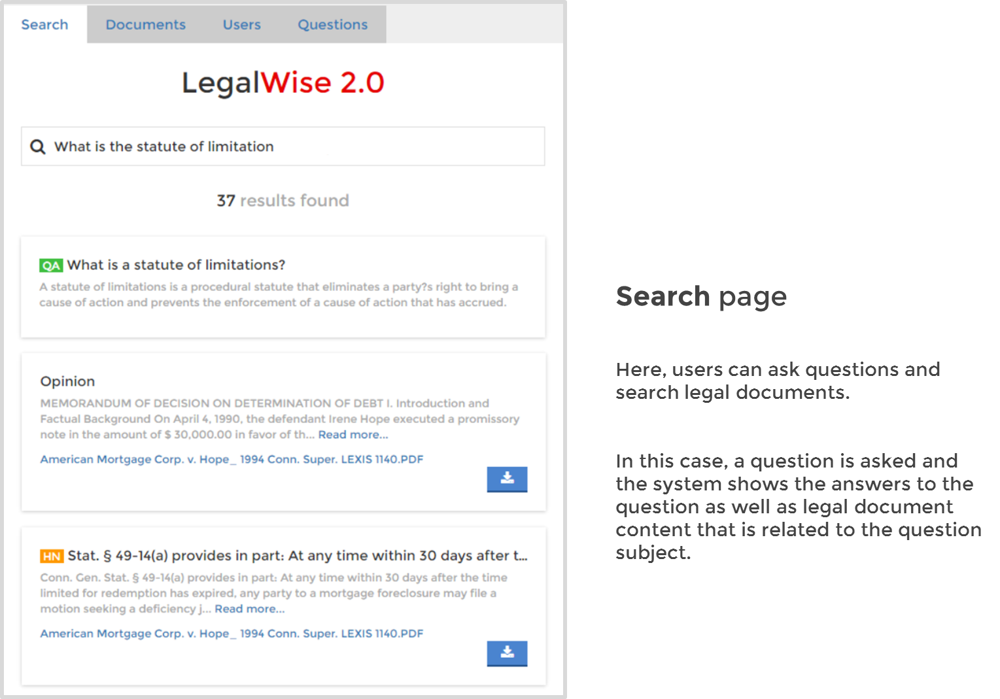 Search Documents Users Questions
LegalWise 2.0
What is the statute of limitation
37 results found
QA What is a statute of limitations?
A statute of limitations is a procedural statute that eliminates a party?s right to bring a
cause of action and prevents the enforcement of a cause of action that has accrued.
Opinion
MEMORANDUM OF DECISION ON DETERMINATION OF DEBT I. Introduction and
Factual Background On April 4, 1990, the defendant Irene Hope executed a promissory
note in the amount of $ 30,000.00 in favor of th... Read more...
American Mortgage Corp. v. Hope_ 1994 Conn. Super. LEXIS 1140.PDF
HN Stat. § 49-14(a) provides in part: At any time within 30 days after t...
Conn. Gen. Stat. § 49-14(a) provides in part: At any time within 30 days after the time
limited for redemption has expired, any party to a mortgage foreclosure may file a
motion seeking a deficiency j... Read more...
American Mortgage Corp. v. Hope_ 1994 Conn. Super. LEXIS 1140.PDF
Search page
Here, users can ask questions and
search legal documents.
In this case, a question is asked and
the system shows the answers to the
question as well as legal document
content that is related to the question
subject.